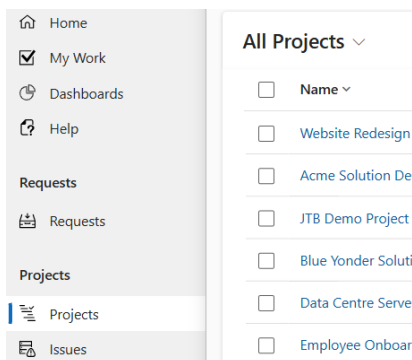 Home
My Work
Dashboards
Help
Requests
Requests
Projects
Projects
Issues
All Projects
Name
Website Redesign
Acme Solution De
JTB Demo Project
Blue Yonder Soluti
Data Centre Serve
Employee Onboar